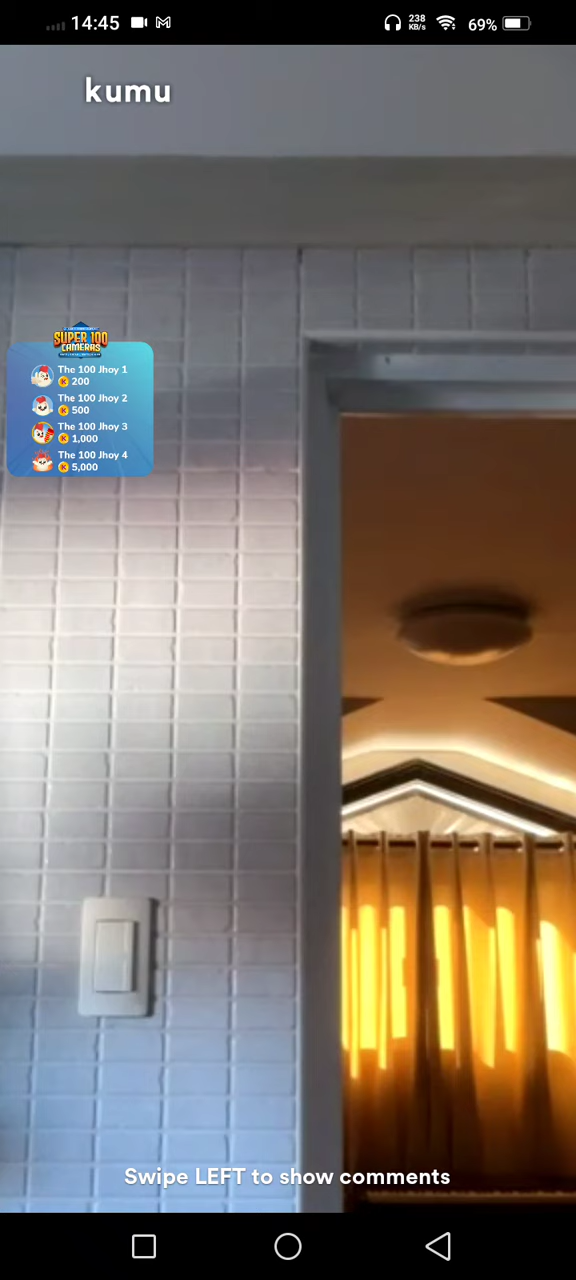 14:45
238
KB/s
69%
kumu
SUPER 100
CAMERAS
The 100 Jhoy 1
K 200
The 100 Jhoy 2
K 500
The 100 Jhoy 3
K 1,000
The 100 Jhoy 4
K 5,000
Swipe LEFT to show comments